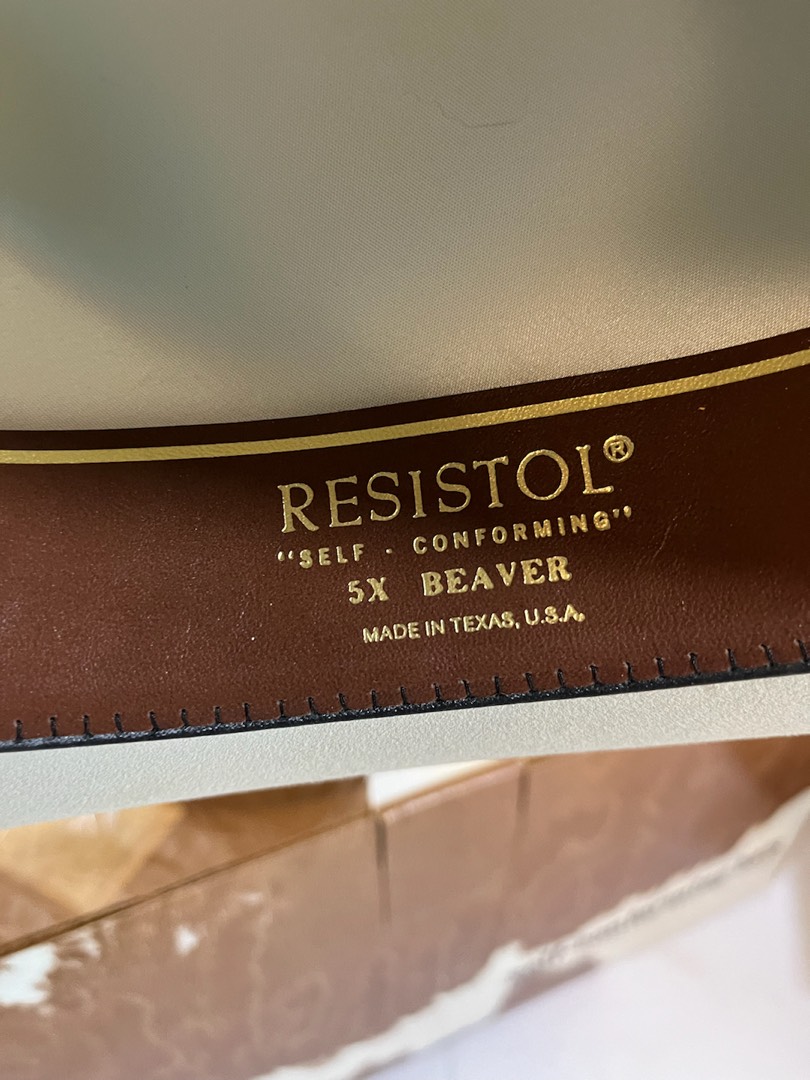 RESISTOL®
“SELF - CONFORMING”
5X BEAVER
MADE IN TEXAS, U.S.A.